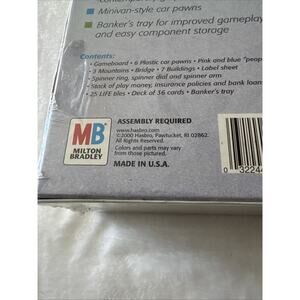 • Minivan-style car pawns
• Banker's tray for improved gameplay
and easy component storage
Contents:
• Gameboard • 6 Plastic car pawns • Pink and blue "people"
• 3 Mountains • Bridge • 7 Buildings • Label sheet
• Spinner ring, spinner dial and spinner arm
• Stack of play money, insurance policies and bank loans
• 25 LIFE tiles • Deck of 36 cards • Banker's tray
MB
MILTON
BRADLEY
ASSEMBLY REQUIRED
www.hasbro.com
©2000 Hasbro, Pawtucket, RI 02862.
All Rights Reserved.
Colors and parts may vary
from those pictured.
MADE IN U.S.A.
0 32244